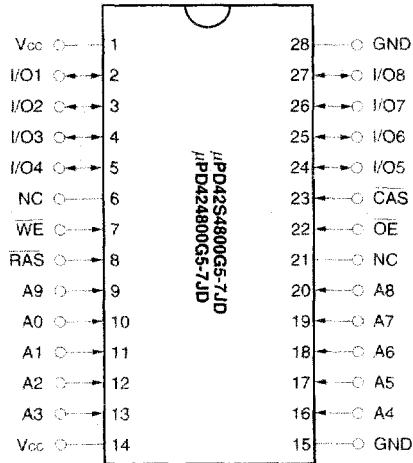 Vcc 1 28 GND
I/O1 2 27 I/O8
I/O2 3 26 I/O7
I/O3 4 25 I/O6
I/O4 5 24 I/O5
NC 6 23 CAS
WE 7 22 OE
RAS 8 21 NC
A9 9 20 A8
A0 10 19 A7
A1 11 18 A6
A2 12 17 A5
A3 13 16 A4
Vcc 14 15 GND
μPD42S4800G5-7JD
μPD424800G5-7JD